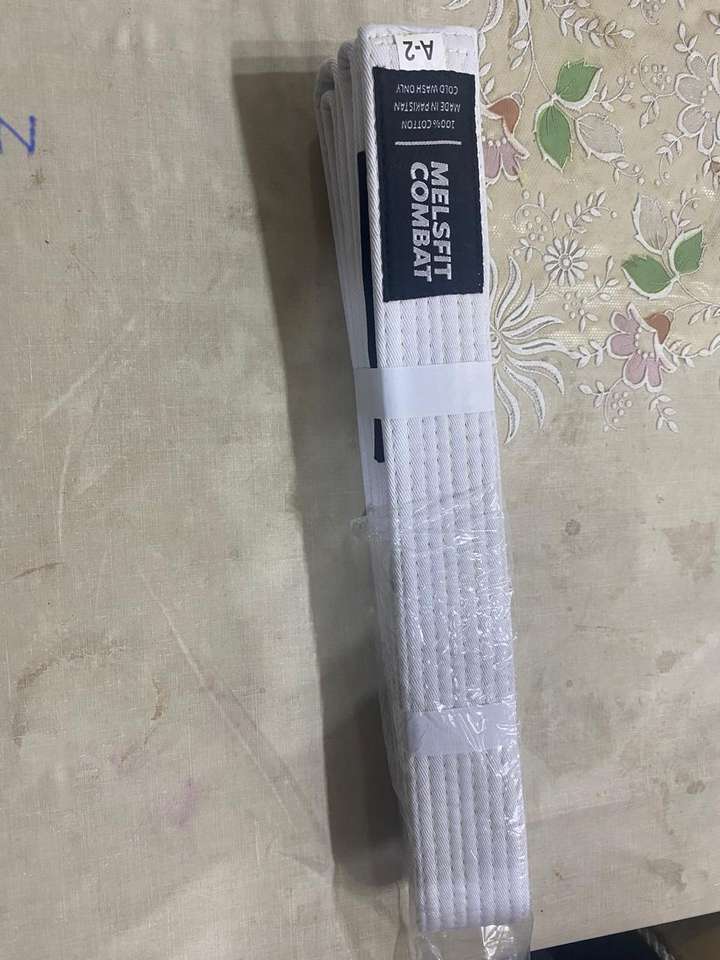 A-2
100% COTTON
MADE IN PAKISTAN
COLD WASH ONLY
MELSFIT
COMBAT